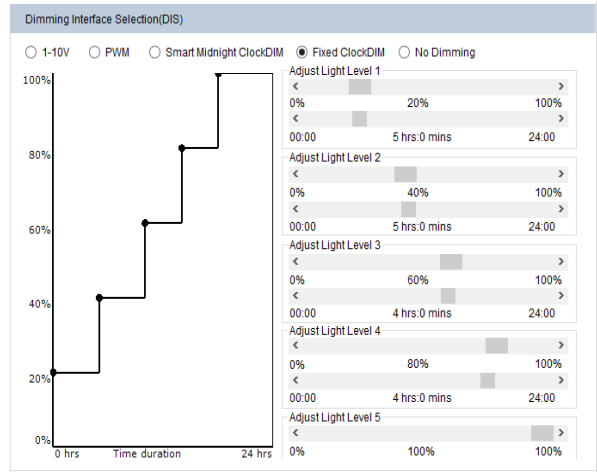 Dimming Interface Selection(DIS)
1-10V PWM Smart Midnight ClockDIM Fixed ClockDIM No Dimming
100%
80%
60%
40%
20%
0%
0 hrs Time duration 24 hrs
Adjust Light Level 1
0% 20% 100%
00:00 5 hrs:0 mins 24:00
Adjust Light Level 2
0% 40% 100%
00:00 5 hrs:0 mins 24:00
Adjust Light Level 3
0% 60% 100%
00:00 4 hrs:0 mins 24:00
Adjust Light Level 4
0% 80% 100%
00:00 4 hrs:0 mins 24:00
Adjust Light Level 5
0% 100% 100%